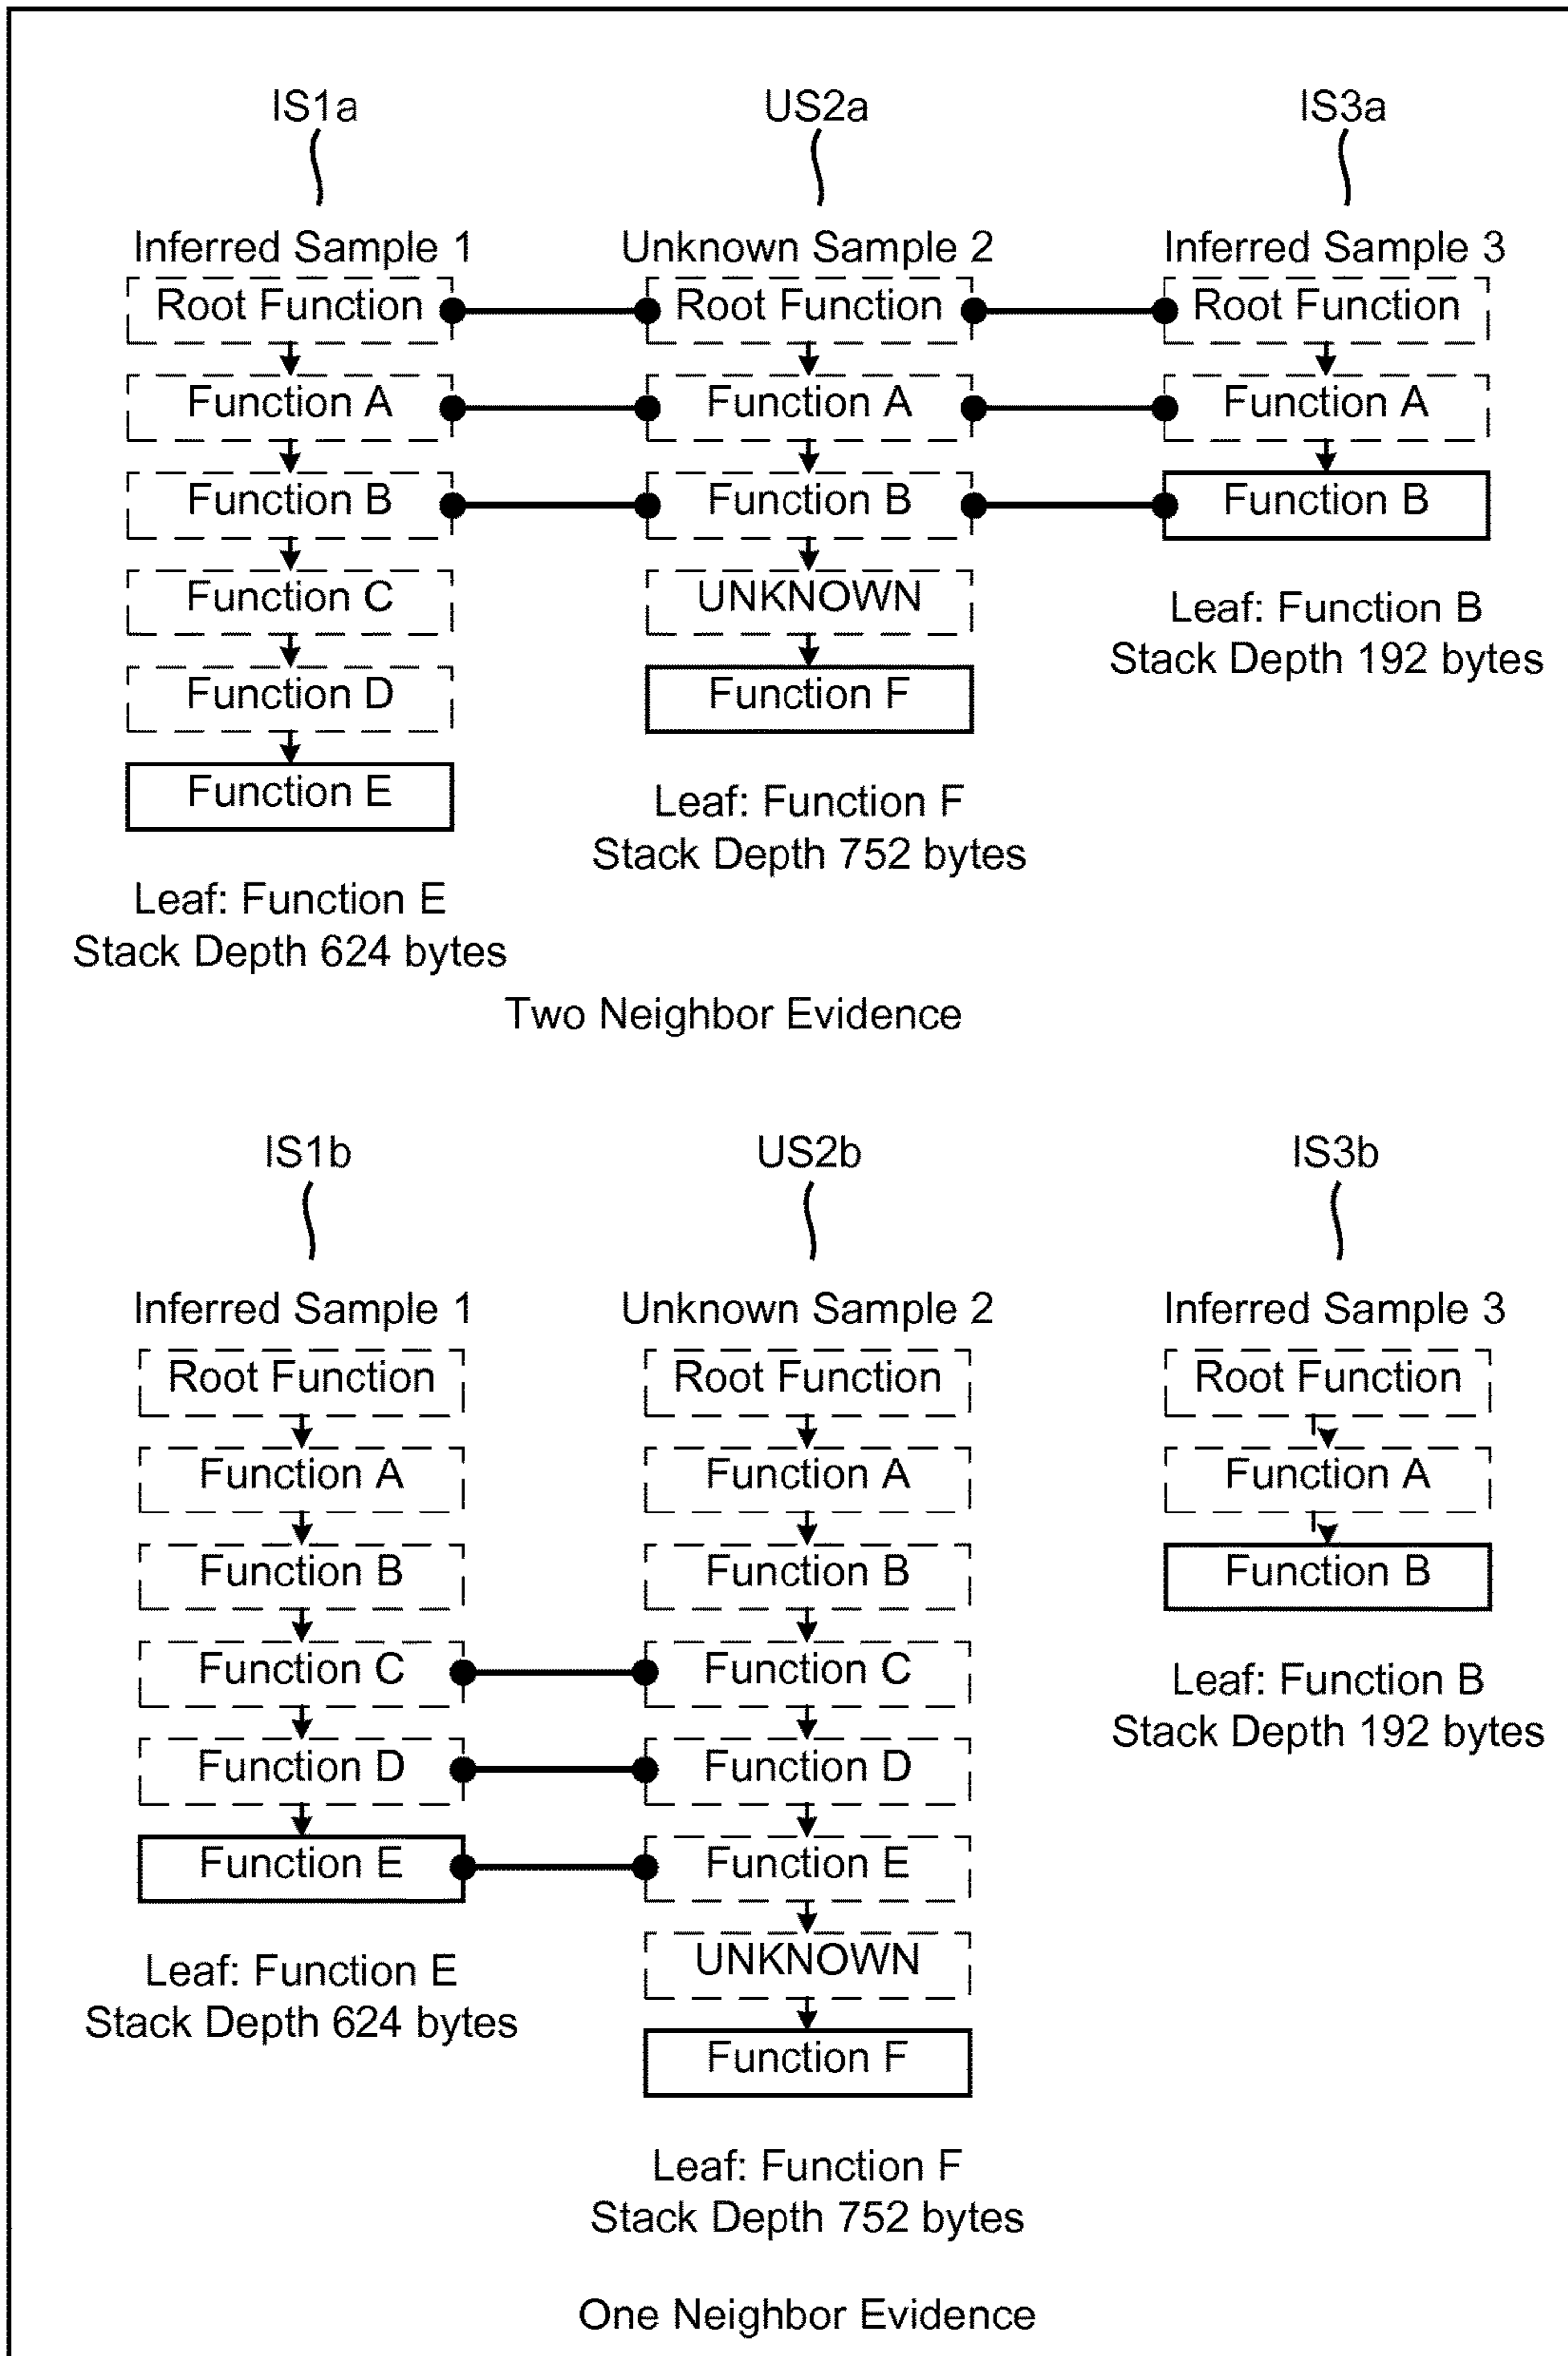 IS1a
US2a
IS3a
Inferred Sample 1
Unknown Sample 2
Inferred Sample 3
Root Function
Root Function
Root Function
Function A
Function A
Function A
Function B
Function B
Function B
Function C
UNKNOWN
Leaf: Function B
Stack Depth 192 bytes
Function D
Function F
Function E
Leaf: Function F
Stack Depth 752 bytes
Leaf: Function E
Stack Depth 624 bytes
Two Neighbor Evidence
IS1b
US2b
IS3b
Inferred Sample 1
Unknown Sample 2
Inferred Sample 3
Root Function
Root Function
Root Function
Function A
Function A
Function A
Function B
Function B
Function B
Function C
Function C
Leaf: Function B
Stack Depth 192 bytes
Function D
Function D
Function E
Function E
UNKNOWN
Leaf: Function E
Stack Depth 624 bytes
Function F
Leaf: Function F
Stack Depth 752 bytes
One Neighbor Evidence